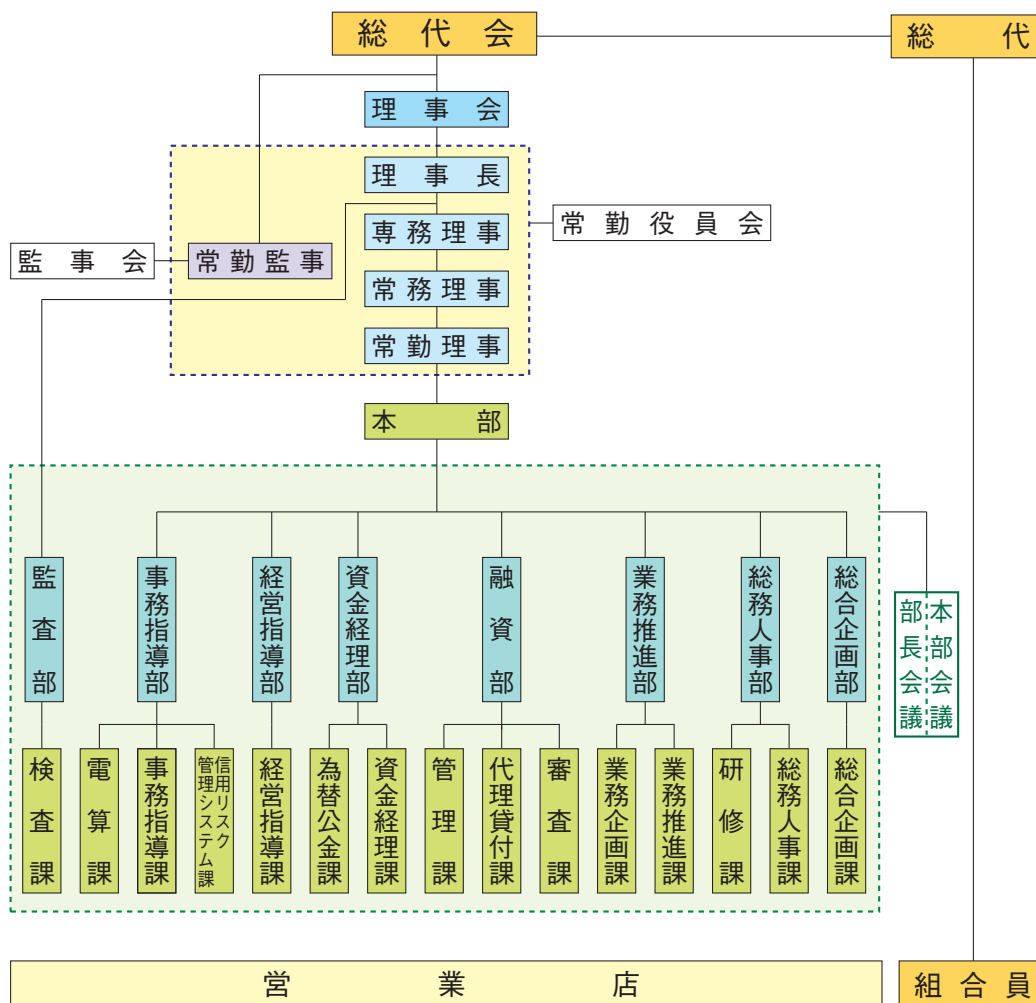 総代会
総代
理事会
理事長
専務理事
常勤役員会
監事会
常勤監事
常務理事
常勤理事
本部
監査部
事務指導部
経営指導部
資金経理部
融資部
業務推進部
総務人事部
総合企画部
本部会議
部長会議
検査課
電算課
事務指導課
信用リスク
管理システム課
経営指導課
為替公金課
資金経理課
管理課
代理貸付課
審査課
業務企画課
業務推進課
研修課
総務人事課
総合企画課
営業店
組合員